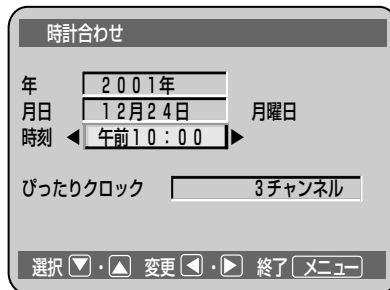 時計合わせ
年 2001年
月日 12月24日 月曜日
時刻 ◀ 午前10：00 ▶
ぴったりクロック 3チャンネル
選択▼・▲ 変更◀・▶ 終了メニュー